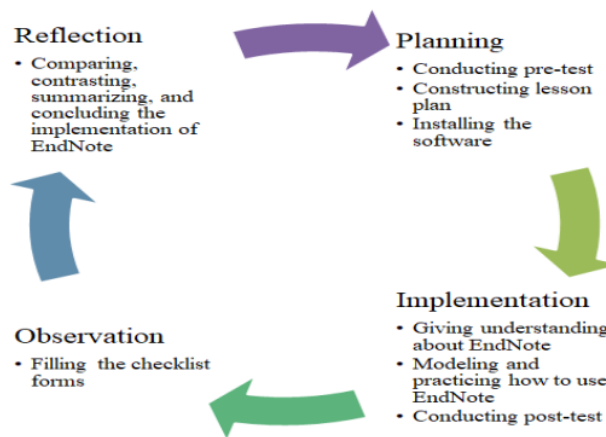 Reflection
• Comparing,
contrasting,
summarizing, and
concluding the
implementation of
EndNote
Planning
• Conducting pre-test
• Constructing lesson
plan
• Installing the
software
Implementation
• Giving understanding
about EndNote
• Modeling and
practicing how to use
EndNote
• Conducting post-test
Observation
• Filling the checklist
forms